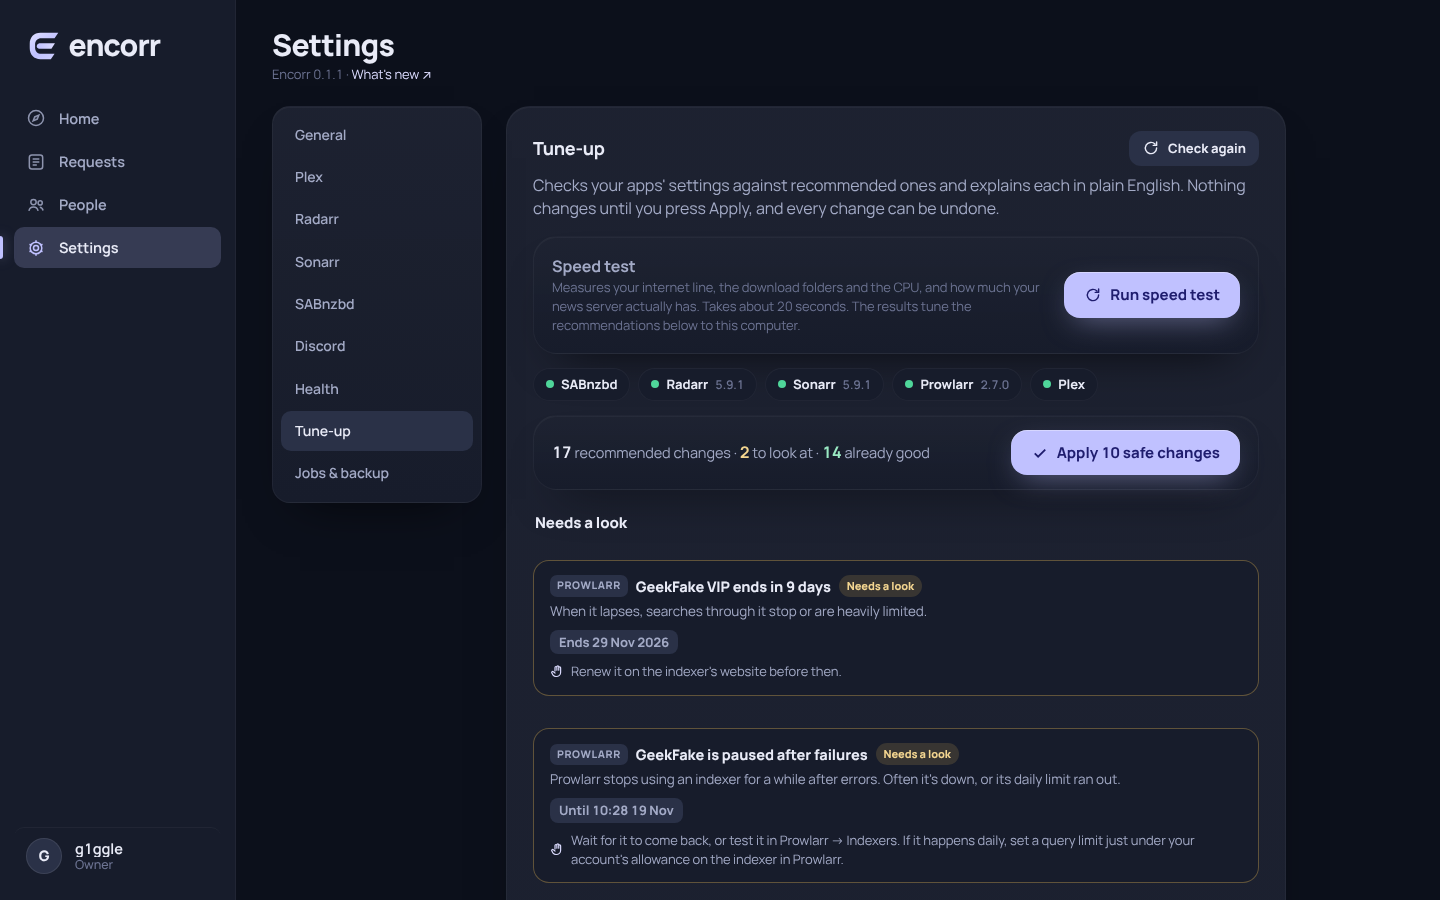 encorr
Home
Requests
People
Settings
g1ggle
Owner
G
Settings
Encorr 0.1.1 · What's new ↗
General
Plex
Radarr
Sonarr
SABnzbd
Discord
Health
Tune-up
Jobs & backup
Tune-up
Check again
Checks your apps' settings against recommended ones and explains each in plain English. Nothing
changes until you press Apply, and every change can be undone.
Speed test
Measures your internet line, the download folders and the CPU, and how much your
news server actually has. Takes about 20 seconds. The results tune the
recommendations below to this computer.
Run speed test
SABnzbd
Radarr 5.9.1
Sonarr 5.9.1
Prowlarr 2.7.0
Plex
17 recommended changes · 2 to look at · 14 already good
Apply 10 safe changes
Needs a look
PROWLARR GeekFake VIP ends in 9 days Needs a look
When it lapses, searches through it stop or are heavily limited.
Ends 29 Nov 2026
Renew it on the indexer's website before then.
PROWLARR GeekFake is paused after failures Needs a look
Prowlarr stops using an indexer for a while after errors. Often it's down, or its daily limit ran out.
Until 10:28 19 Nov
Wait for it to come back, or test it in Prowlarr → Indexers. If it happens daily, set a query limit just under your
account's allowance on the indexer in Prowlarr.